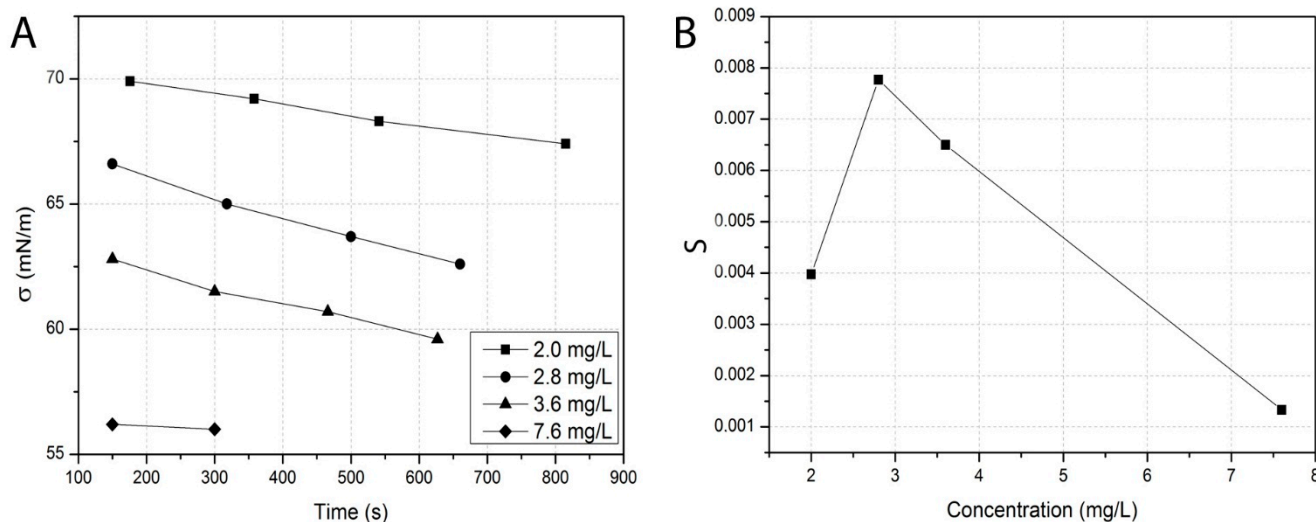 A
70
65
60
55
σ (mN/m)
100 200 300 400 500 600 700 800 900
Time (s)
2.0 mg/L
2.8 mg/L
3.6 mg/L
7.6 mg/L
B
0.009
0.008
0.007
0.006
0.005
0.004
0.003
0.002
0.001
S
2 3 4 5 6 7 8
Concentration (mg/L)